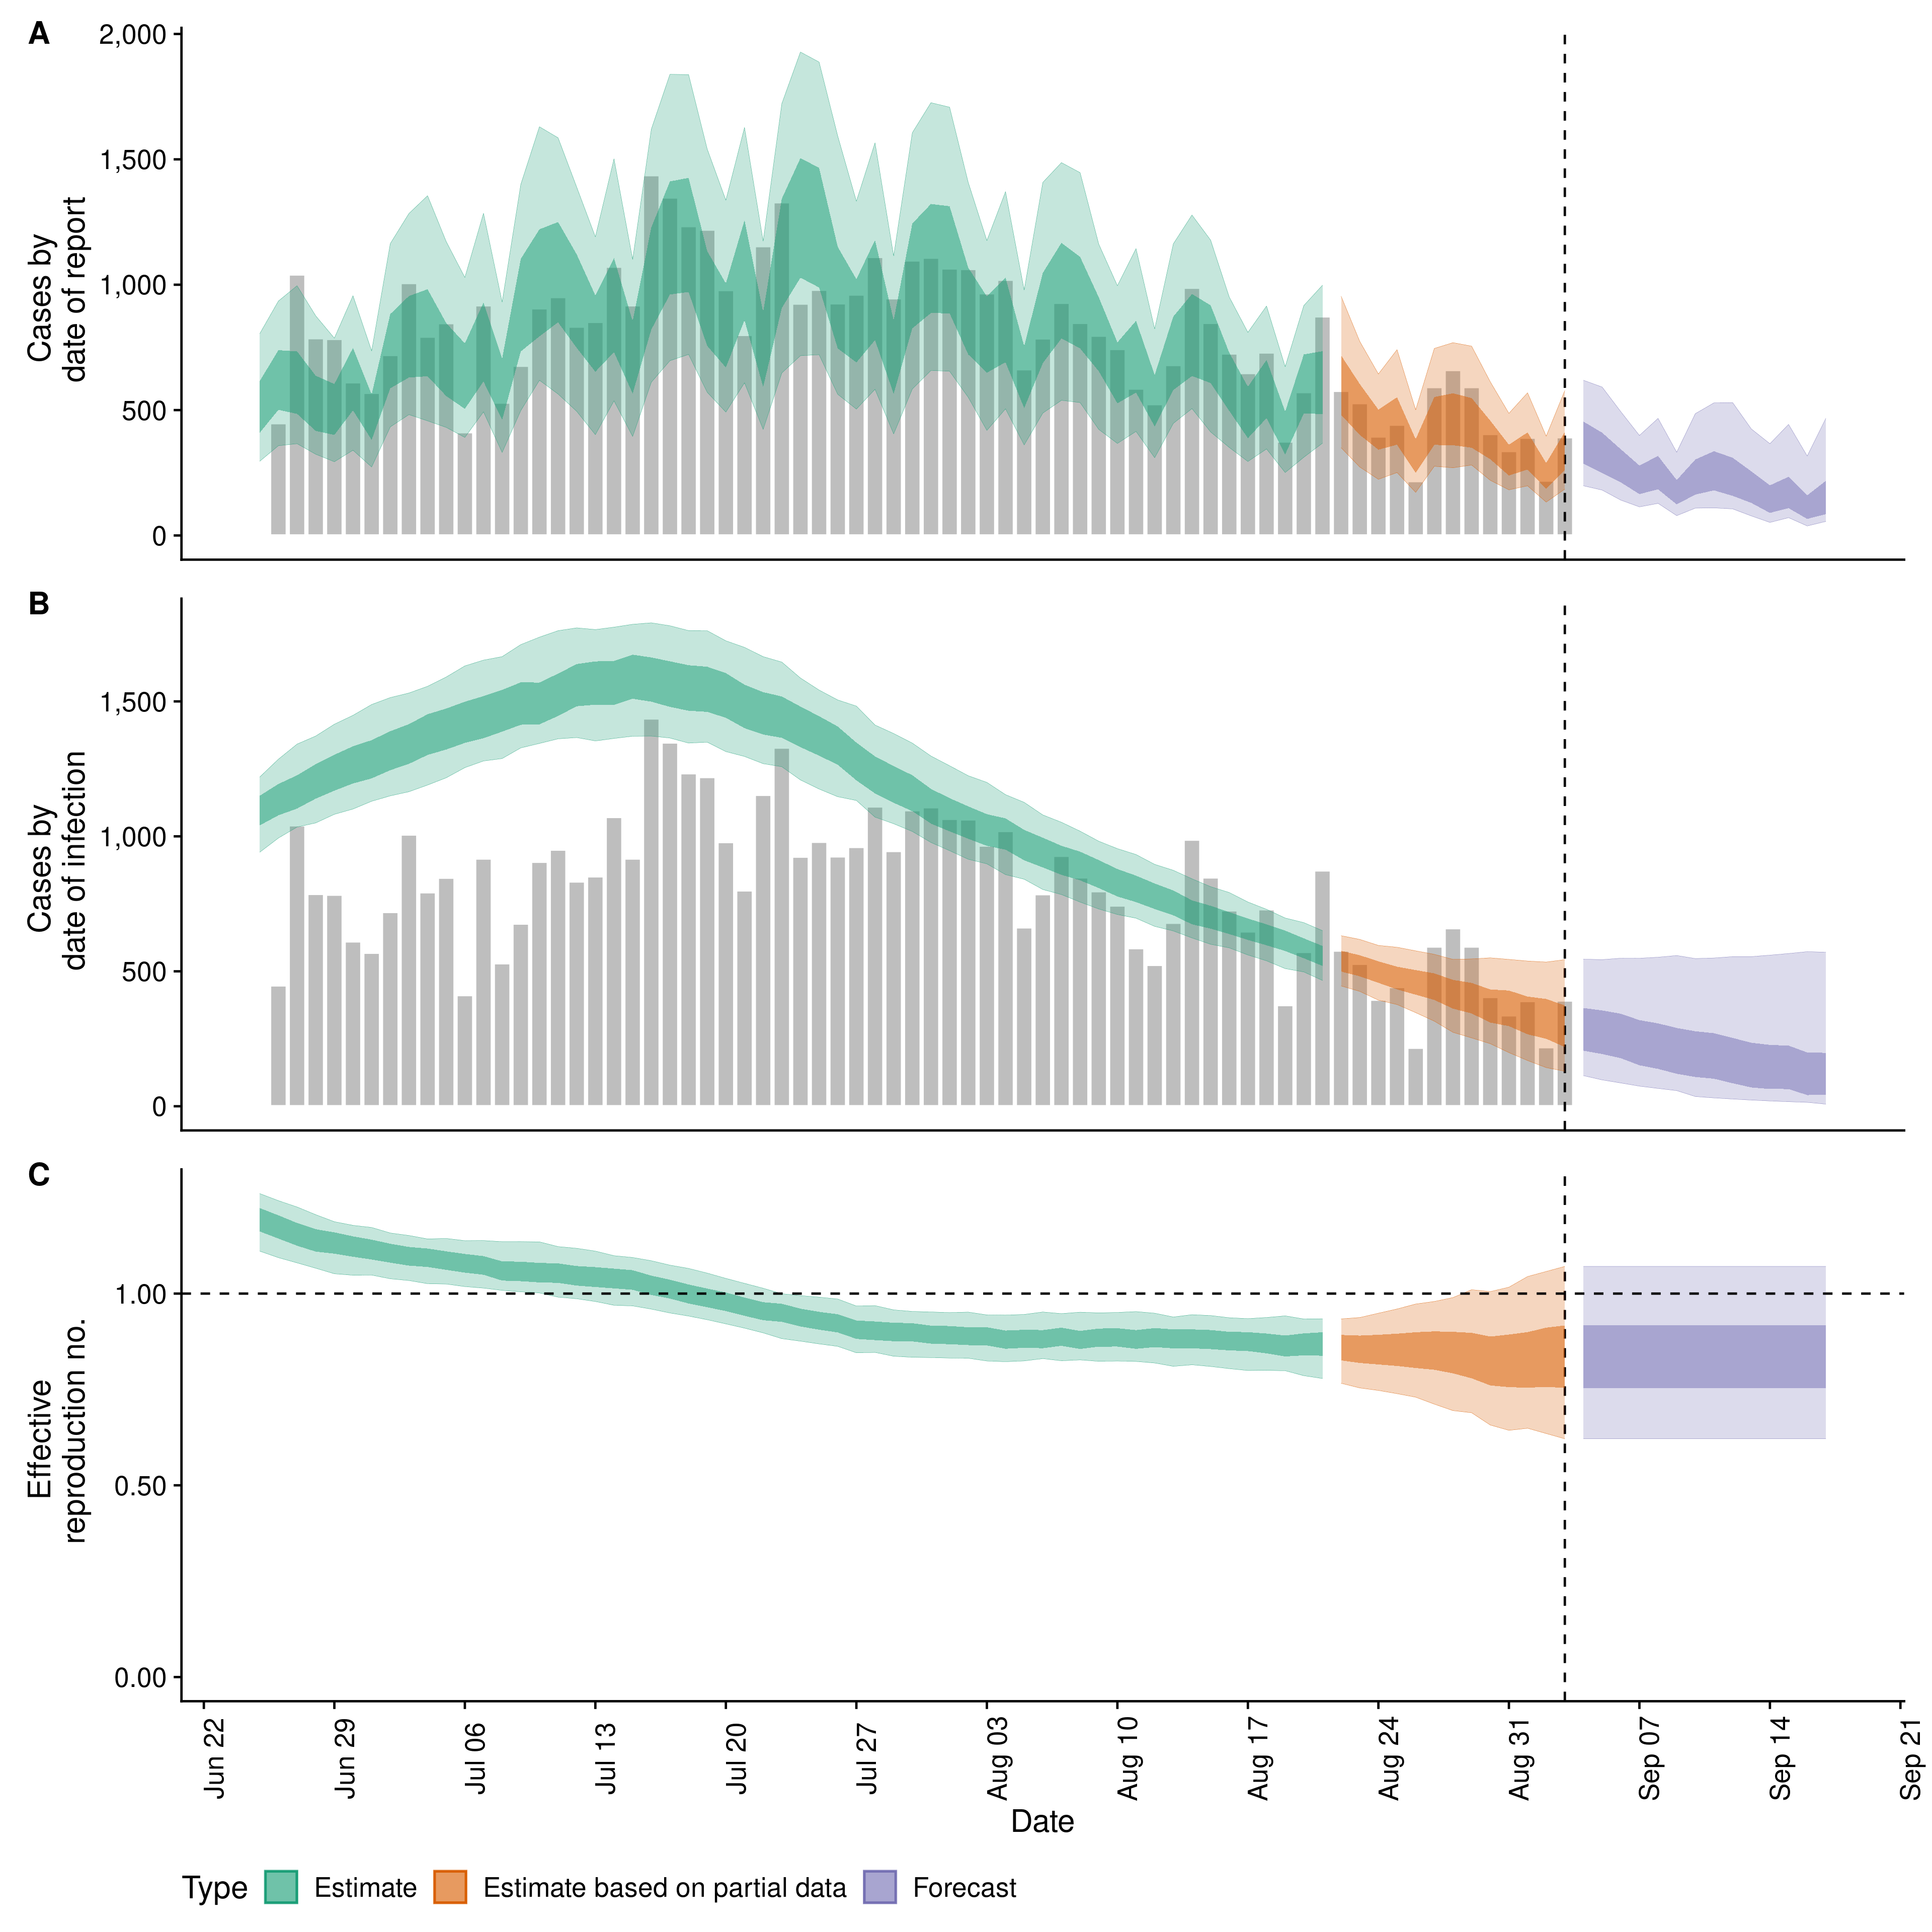 A
2,000
1,500
1,000
500
0
Cases by
date of report
B
1,500
1,000
500
0
Cases by
date of infection
C
1.00
0.50
0.00
Effective
reproduction no.
Jun 22
Jun 29
Jul 06
Jul 13
Jul 20
Jul 27
Aug 03
Aug 10
Aug 17
Aug 24
Aug 31
Sep 07
Sep 14
Sep 21
Date
Type Estimate Estimate based on partial data Forecast